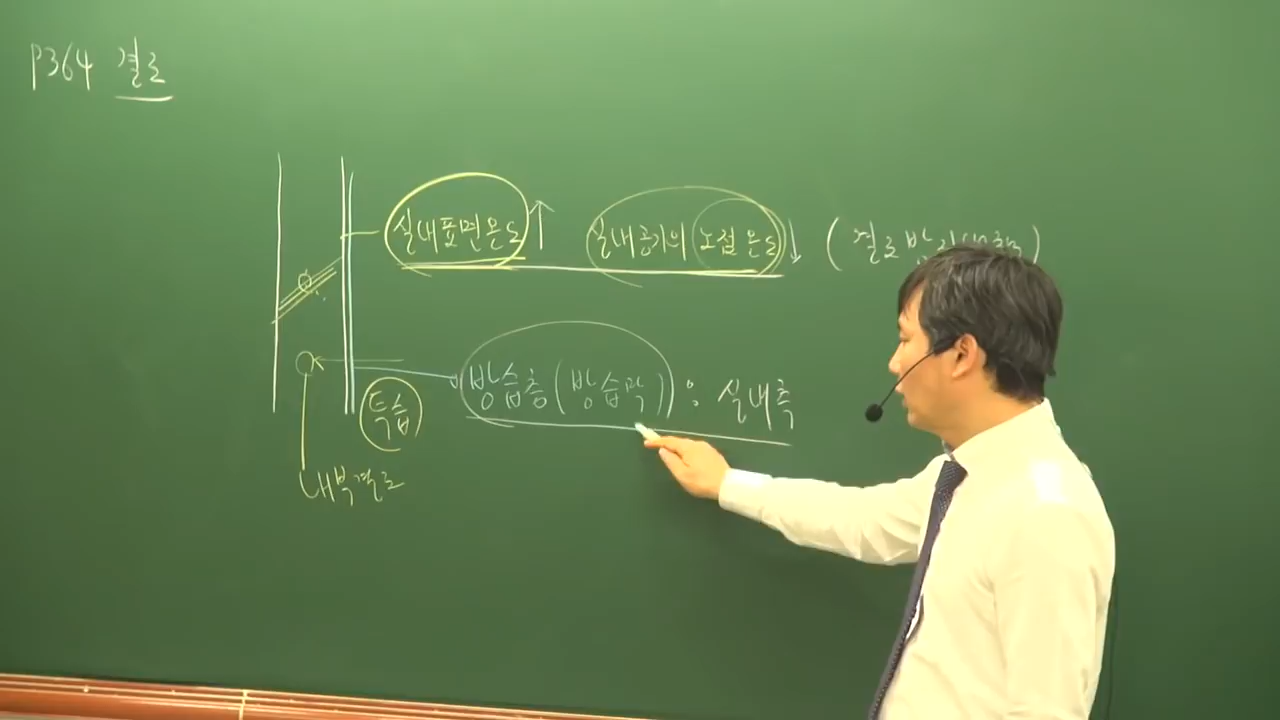 P364 결로
실내표면온도↑ 실내공기의 노점온도↓ (결로방지
방습층(방습막) : 실내측
투습
내부결로